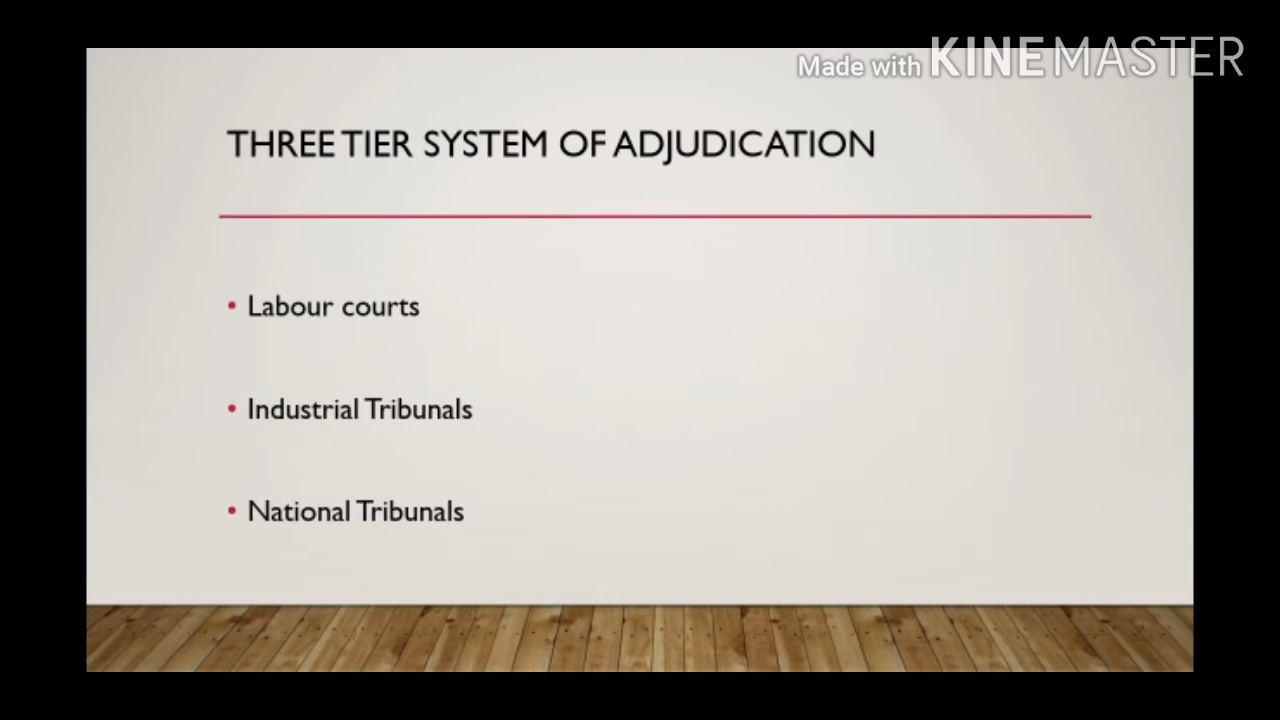 Made with KINEMASTER
THREE TIER SYSTEM OF ADJUDICATION
• Labour courts
• Industrial Tribunals
• National Tribunals